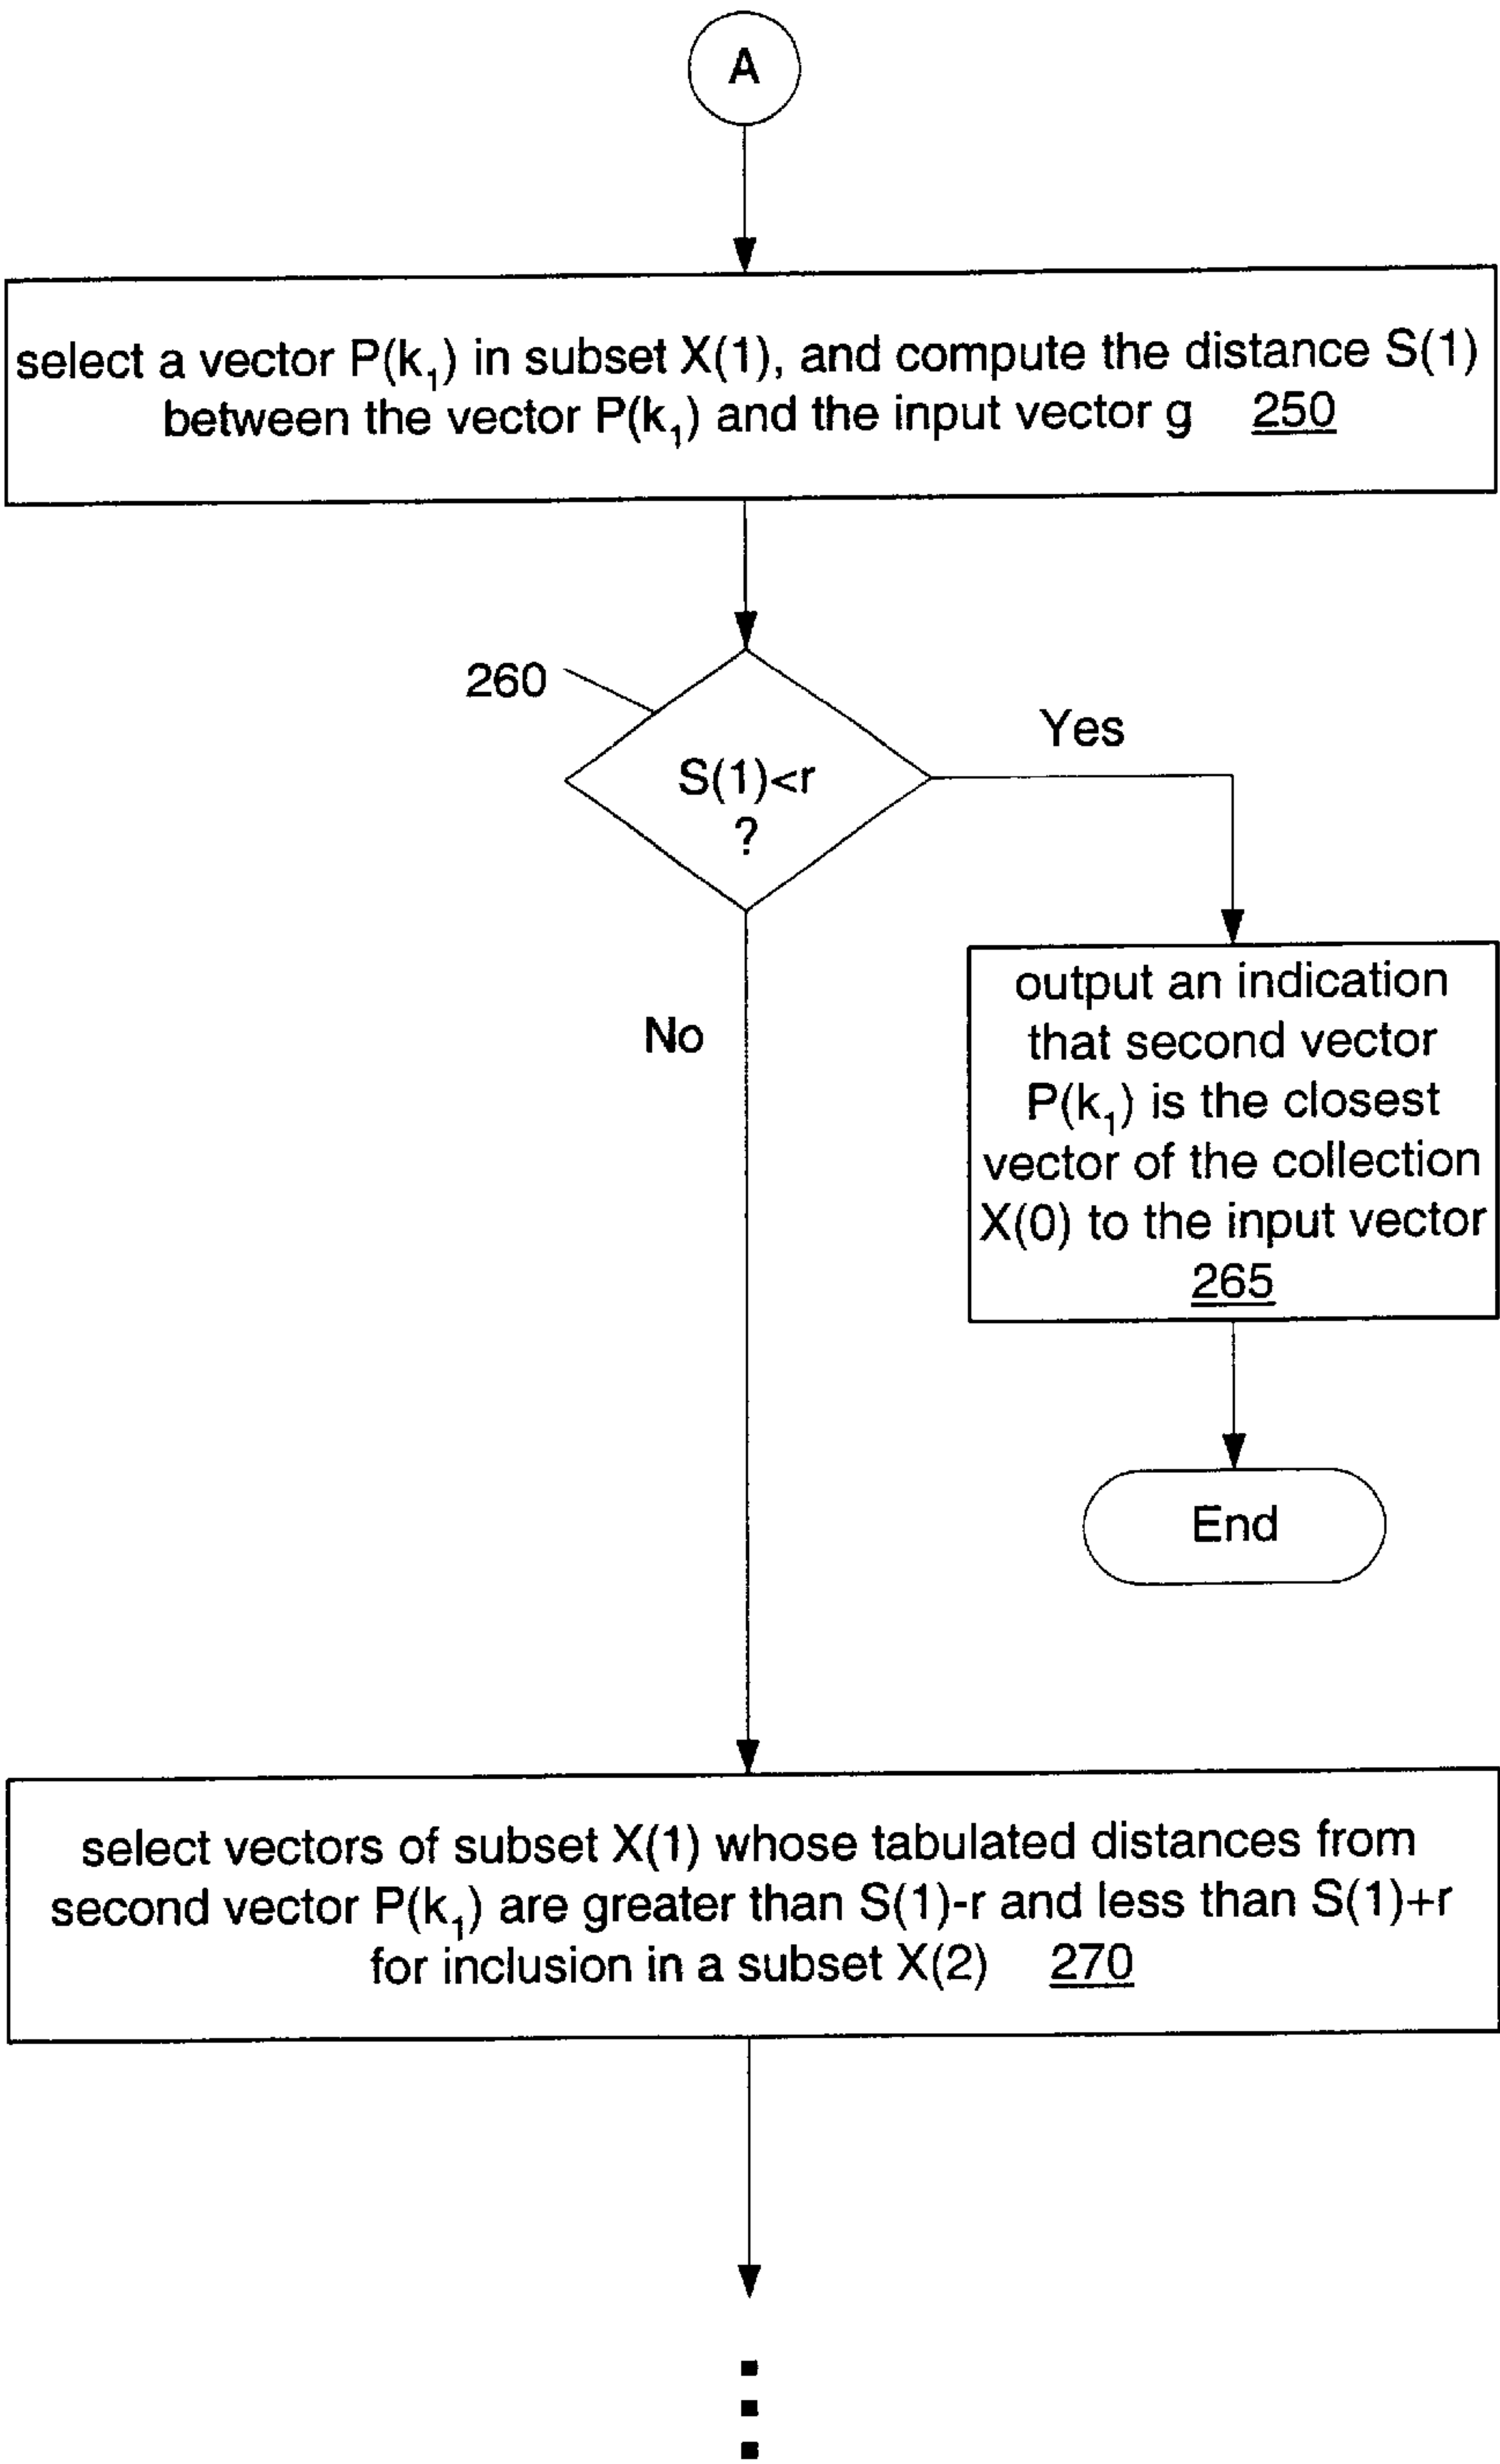 A
select a vector P(k₁) in subset X(1), and compute the distance S(1)
between the vector P(k₁) and the input vector g 250
260
S(1)<r
?
Yes
No
output an indication
that second vector
P(k₁) is the closest
vector of the collection
X(0) to the input vector
265
End
select vectors of subset X(1) whose tabulated distances from
second vector P(k₁) are greater than S(1)-r and less than S(1)+r
for inclusion in a subset X(2) 270